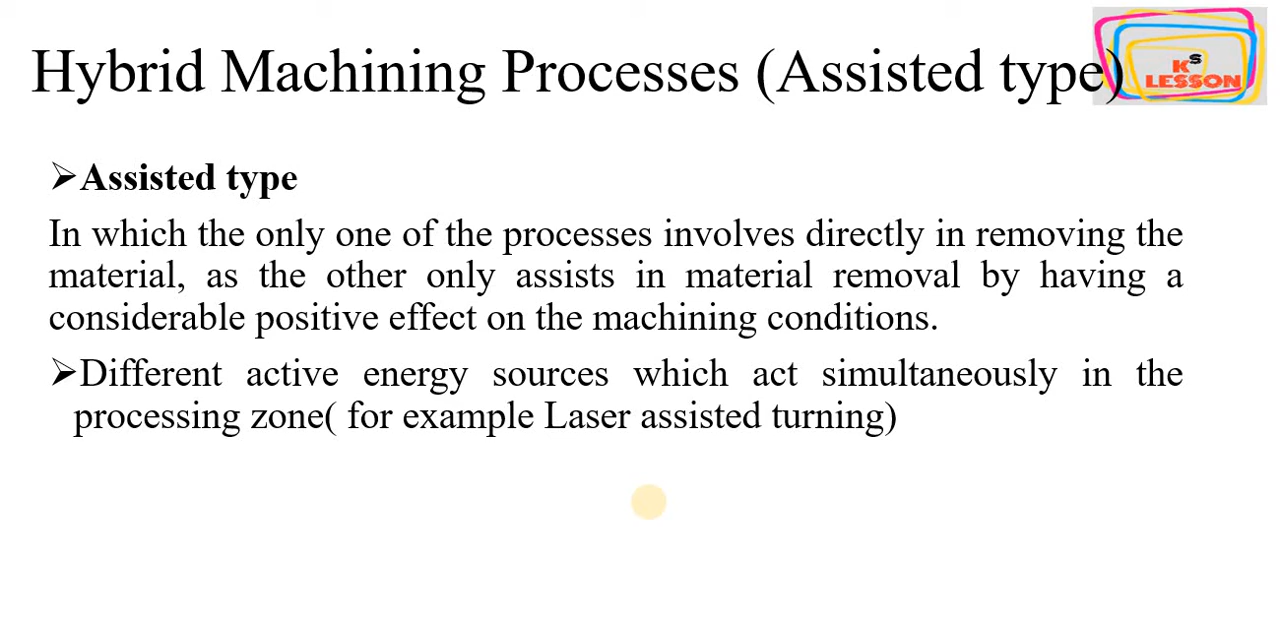 Hybrid Machining Processes (Assisted type)
KS
LESSON
➢Assisted type
In which the only one of the processes involves directly in removing the
material, as the other only assists in material removal by having a
considerable positive effect on the machining conditions.
➢Different active energy sources which act simultaneously in the
processing zone( for example Laser assisted turning)